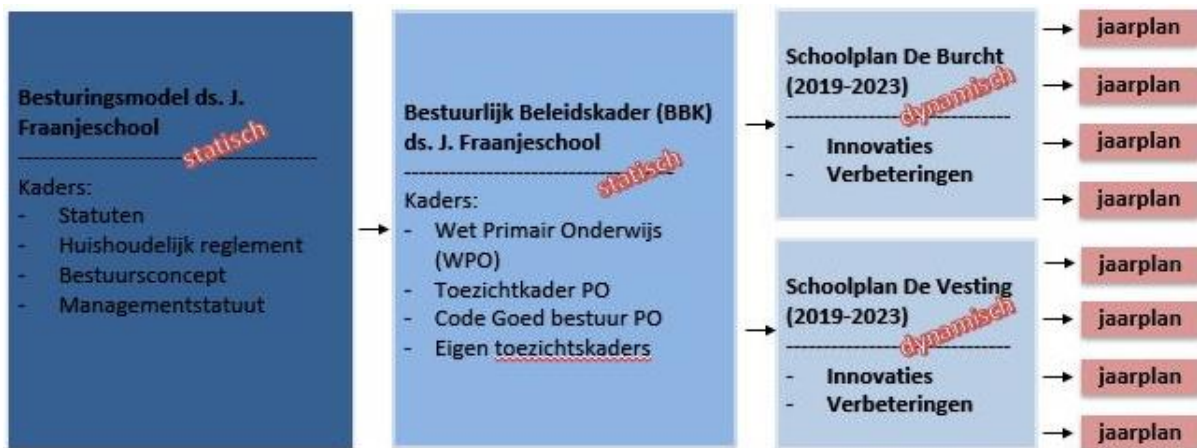 Besturingsmodel ds. J.
Fraanjeschool
statisch
Kaders:
- Statuten
- Huishoudelijk reglement
- Bestuursconcept
- Managementstatuut
Bestuurlijk Beleidskader (BBK)
ds. J. Fraanjeschool
statisch
Kaders:
- Wet Primair Onderwijs
(WPO)
- Toezichtkader PO
- Code Goed bestuur PO
- Eigen toezichtskaders
Schoolplan De Burcht
(2019-2023)
dynamisch
- Innovaties
- Verbeteringen
jaarplan
jaarplan
jaarplan
jaarplan
Schoolplan De Vesting
(2019-2023)
dynamisch
- Innovaties
- Verbeteringen
jaarplan
jaarplan
jaarplan
jaarplan